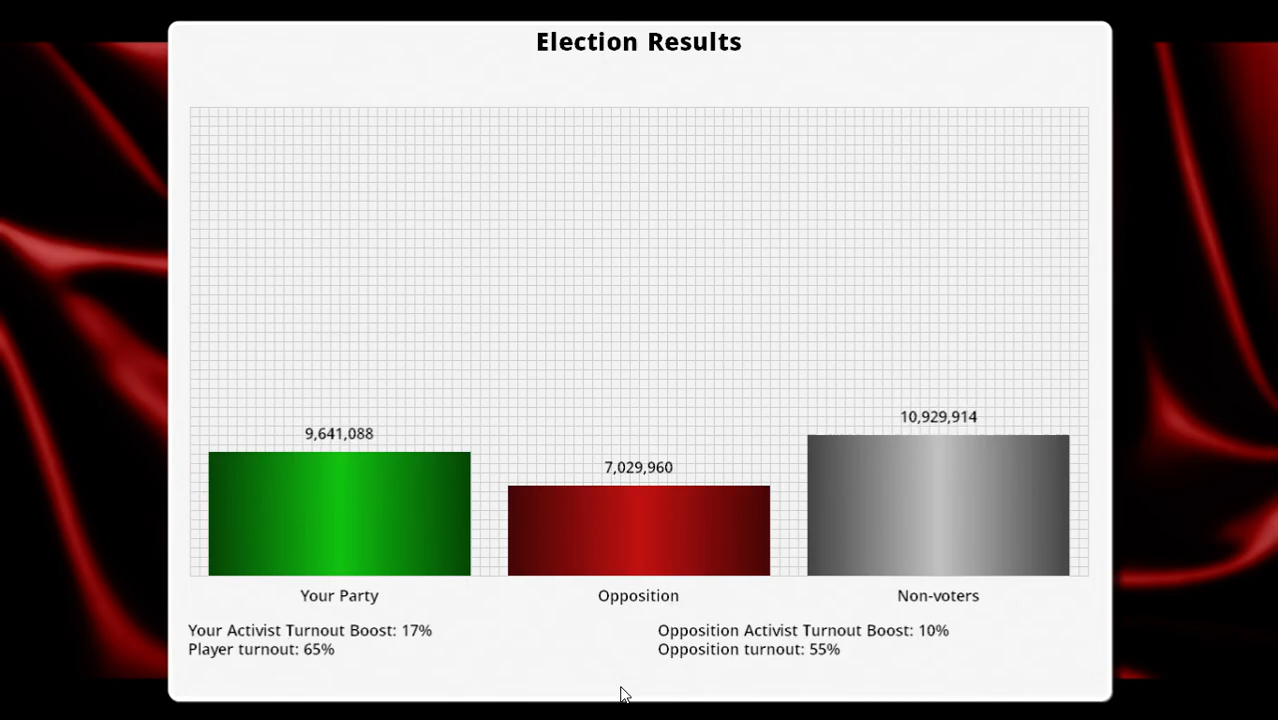 Election Results
10,929,914
9,641,088
7,029,960
Your Party
Opposition
Non-voters
Your Activist Turnout Boost: 17%
Player turnout: 65%
Opposition Activist Turnout Boost: 10%
Opposition turnout: 55%